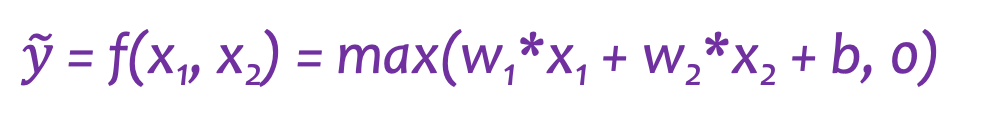 ỹ = f(x₁, x₂) = max(w₁*x₁ + w₂*x₂ + b, 0)